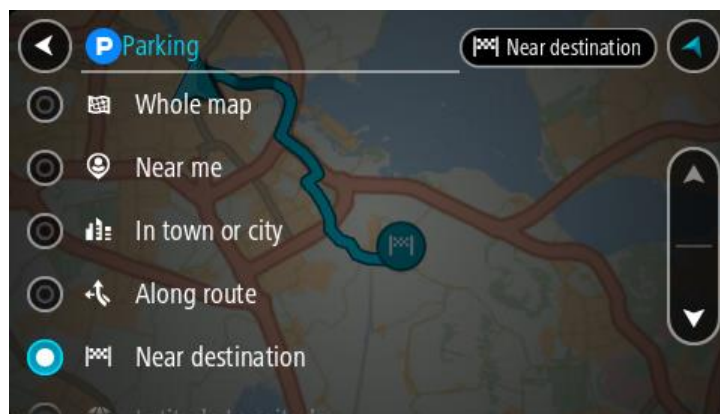 P Parking
Near destination
Whole map
Near me
In town or city
Along route
Near destination